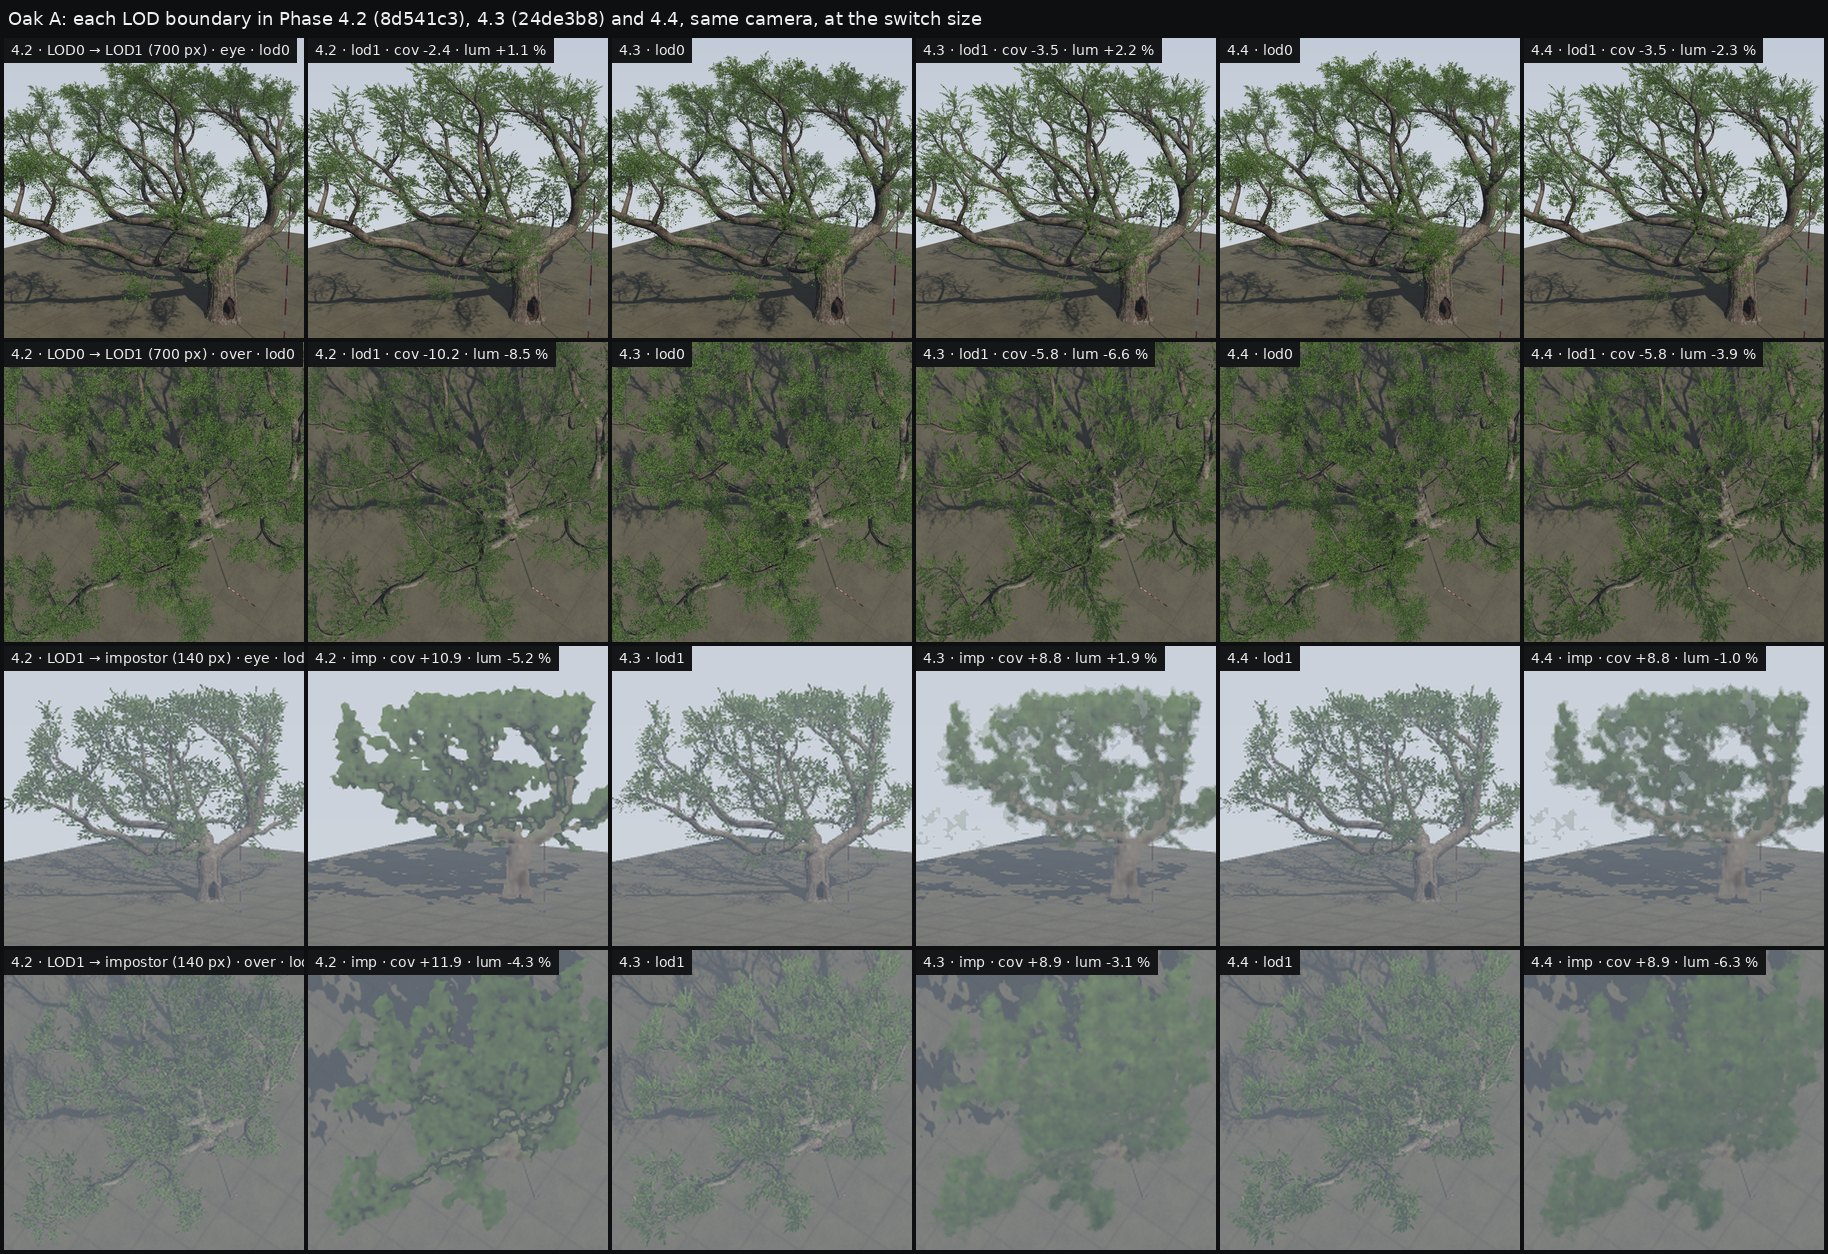 Oak A: each LOD boundary in Phase 4.2 (8d541c3), 4.3 (24de3b8) and 4.4, same camera, at the switch size
4.2 · LOD0 → LOD1 (700 px) · eye · lod0
4.2 · lod1 · cov -2.4 · lum +1.1 %
4.3 · lod0
4.3 · lod1 · cov -3.5 · lum +2.2 %
4.4 · lod0
4.4 · lod1 · cov -3.5 · lum -2.3 %
4.2 · LOD0 → LOD1 (700 px) · over · lod0
4.2 · lod1 · cov -10.2 · lum -8.5 %
4.3 · lod0
4.3 · lod1 · cov -5.8 · lum -6.6 %
4.4 · lod0
4.4 · lod1 · cov -5.8 · lum -3.9 %
4.2 · LOD1 → impostor (140 px) · eye · lod
4.2 · imp · cov +10.9 · lum -5.2 %
4.3 · lod1
4.3 · imp · cov +8.8 · lum +1.9 %
4.4 · lod1
4.4 · imp · cov +8.8 · lum -1.0 %
4.2 · LOD1 → impostor (140 px) · over · lo
4.2 · imp · cov +11.9 · lum -4.3 %
4.3 · lod1
4.3 · imp · cov +8.9 · lum -3.1 %
4.4 · lod1
4.4 · imp · cov +8.9 · lum -6.3 %